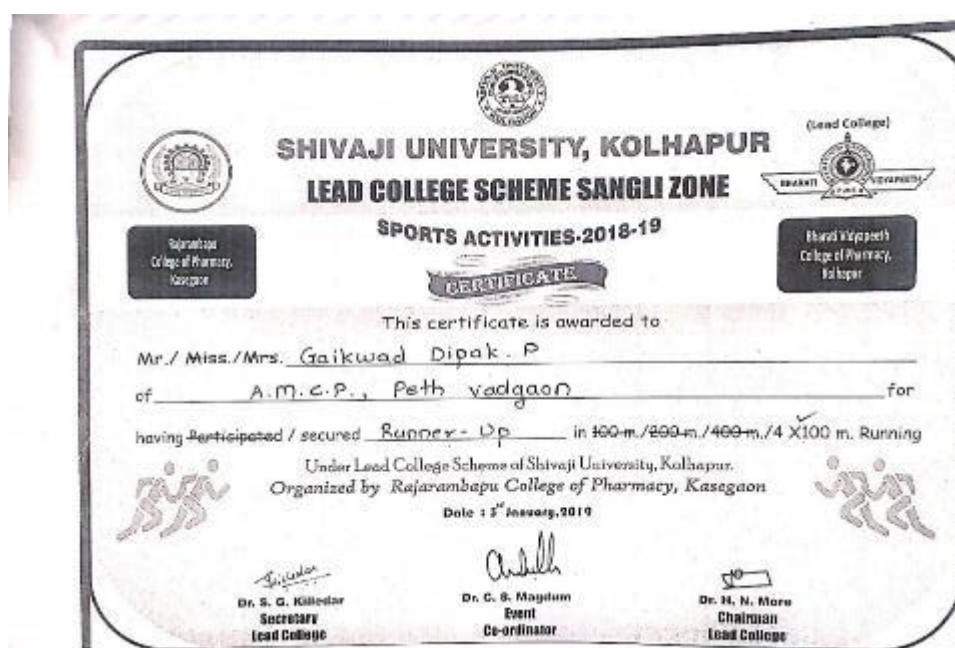 SHIVAJI UNIVERSITY, KOLHAPUR
LEAD COLLEGE SCHEME SANGLI ZONE
SPORTS ACTIVITIES-2018-19
CERTIFICATE
(Lead College)
BHARATI VIDYAPEETH
Rajarambapu
College of Pharmacy,
Kasegaon
Bharati Vidyapeeth
College of Pharmacy,
Kolhapur
This certificate is awarded to
Mr./ Miss./Mrs. Gaikwad Dipak. P
of A.M.C.P., Peth vadgaon for
having Participated / secured Runner-Up in 100 m./200 m./400 m./4 X100 m. Running
Under Lead College Scheme of Shivaji University, Kolhapur.
Organized by Rajarambapu College of Pharmacy, Kasegaon
Date : January, 2019
Dr. S. G. Killedar
Secretary
Lead College
Dr. C. S. Magdum
Event
Co-ordinator
Dr. H. N. More
Chairman
Lead College